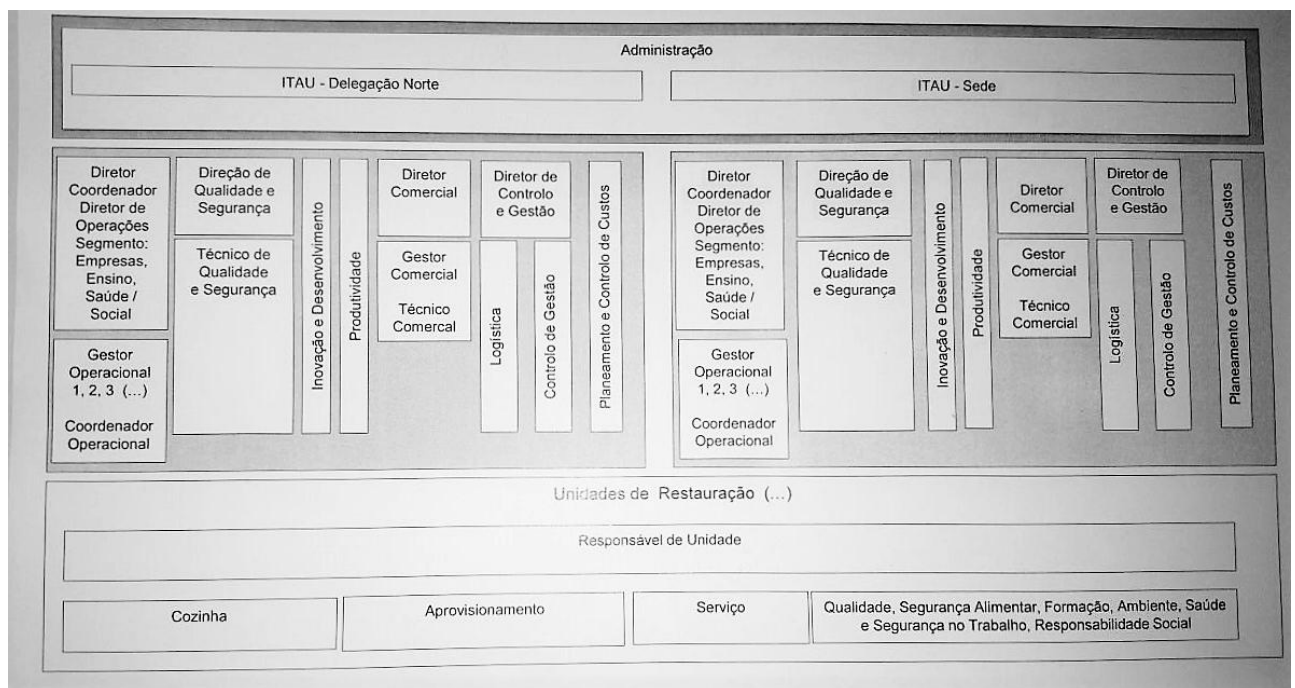 Administração
ITAU - Delegação Norte
ITAU - Sede
Diretor
Coordenador
Diretor de
Operações
Segmento:
Empresas,
Ensino,
Saúde /
Social
Gestor
Operacional
1, 2, 3 (...)
Coordenador
Operacional
Direção de
Qualidade e
Segurança
Técnico de
Qualidade
e Segurança
Inovação e Desenvolvimento
Produtividade
Diretor
Comercial
Gestor
Comercial
Técnico
Comercal
Diretor de
Controlo
e Gestão
Logística
Controlo de Gestão
Planeamento e Controlo de Custos
Diretor
Coordenador
Diretor de
Operações
Segmento:
Empresas,
Ensino,
Saúde /
Social
Gestor
Operacional
1, 2, 3 (...)
Coordenador
Operacional
Direção de
Qualidade e
Segurança
Técnico de
Qualidade
e Segurança
Inovação e Desenvolvimento
Produtividade
Diretor
Comercial
Gestor
Comercial
Técnico
Comercial
Diretor de
Controlo
e Gestão
Logística
Controlo de Gestão
Planeamento e Controlo de Custos
Unidades de Restauração (...)
Responsável de Unidade
Cozinha
Aprovisionamento
Serviço
Qualidade, Segurança Alimentar, Formação, Ambiente, Saúde
e Segurança no Trabalho, Responsabilidade Social